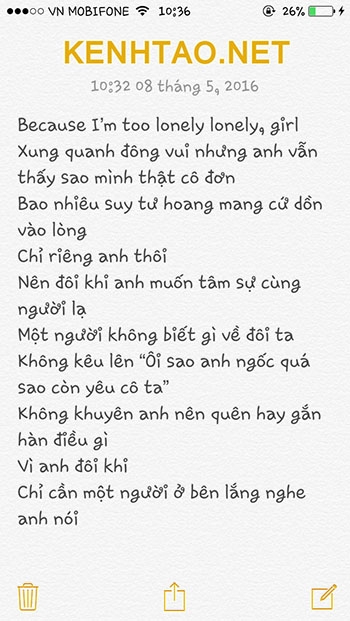 VN MOBIFONE 10:36 26%
KENHTAO.NET
10:32 08 tháng 5, 2016
Because I'm too lonely lonely, girl
Xung quanh đông vui nhưng anh vẫn
thấy sao mình thật cô đơn
Bao nhiêu suy tư hoang mang cứ dồn
vào lòng
Chỉ riêng anh thôi
Nên đôi khi anh muốn tâm sự cùng
người lạ
Một người không biết gì về đôi ta
Không kêu lên “Ôi sao anh ngốc quá
sao còn yêu cô ta”
Không khuyên anh nên quên hay gắn
hàn điều gì
Vì anh đôi khi
Chỉ cần một người ở bên lắng nghe
anh nói